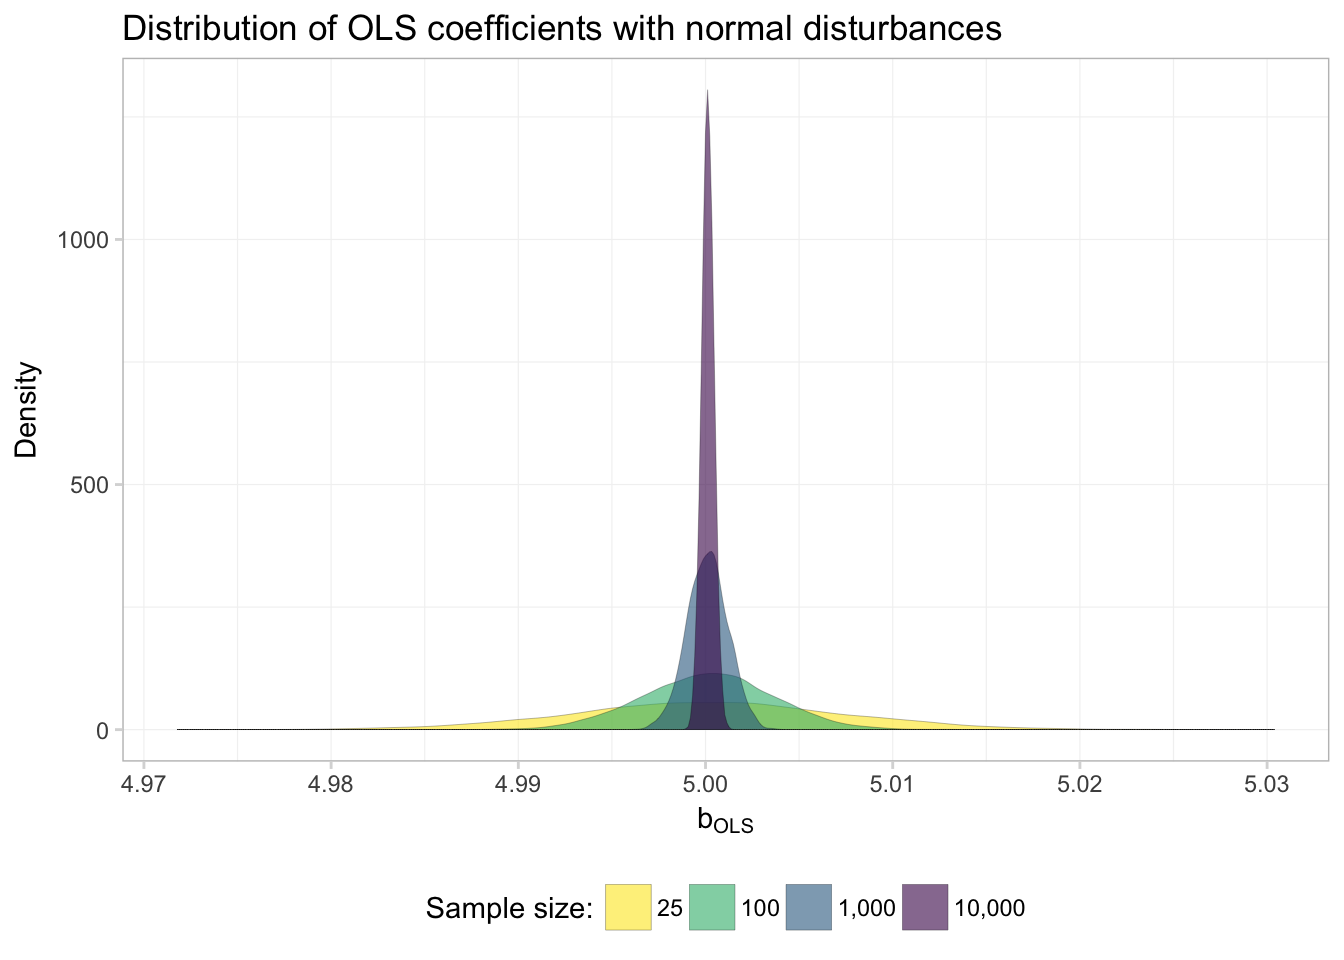 Distribution of OLS coefficients with normal disturbances
Density
1000
500
0
4.97 4.98 4.99 5.00 5.01 5.02 5.03
bOLS
Sample size: 25 100 1,000 10,000